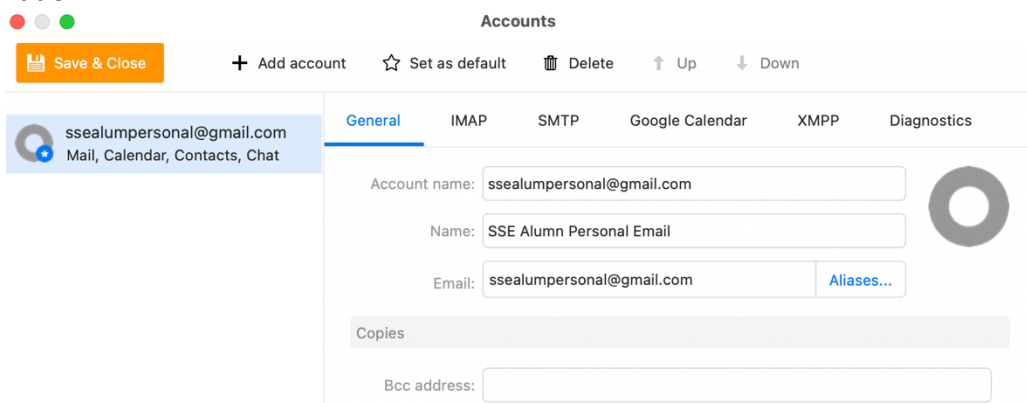 Accounts
Save & Close
Add account
Set as default
Delete
Up
Down
ssealumpersonal@gmail.com
Mail, Calendar, Contacts, Chat
General
IMAP
SMTP
Google Calendar
XMPP
Diagnostics
Account name: ssealumpersonal@gmail.com
Name: SSE Alumn Personal Email
Email: ssealumpersonal@gmail.com Aliases...
Copies
Bcc address: